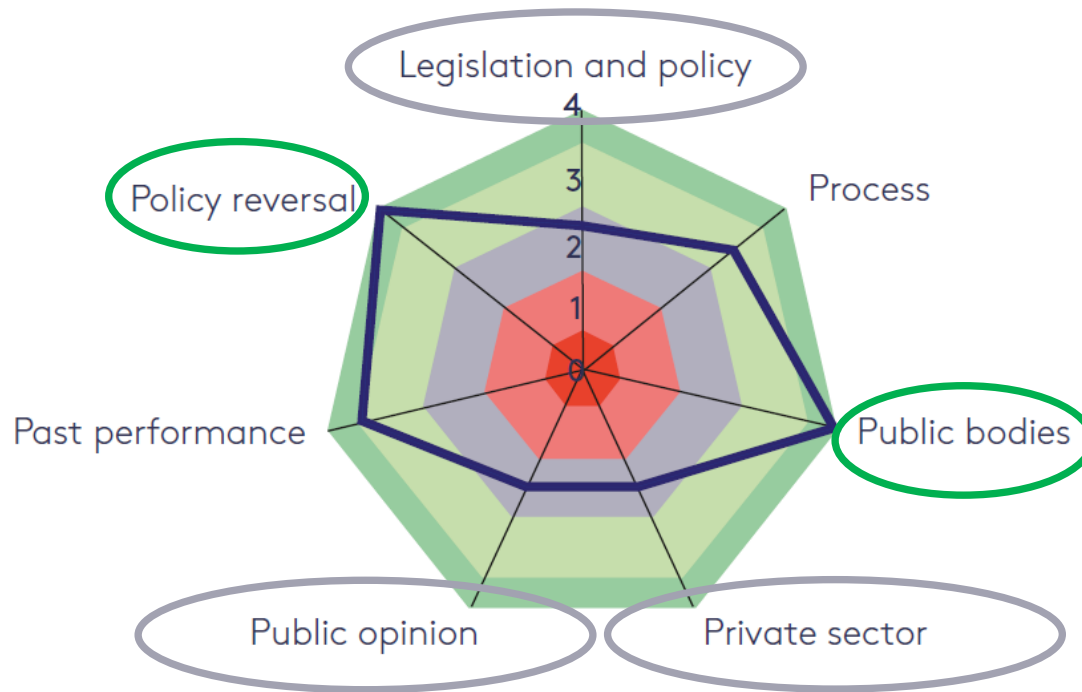 Legislation and policy
4
Policy reversal
3
Process
2
1
0
Past performance
Public bodies
Public opinion
Private sector